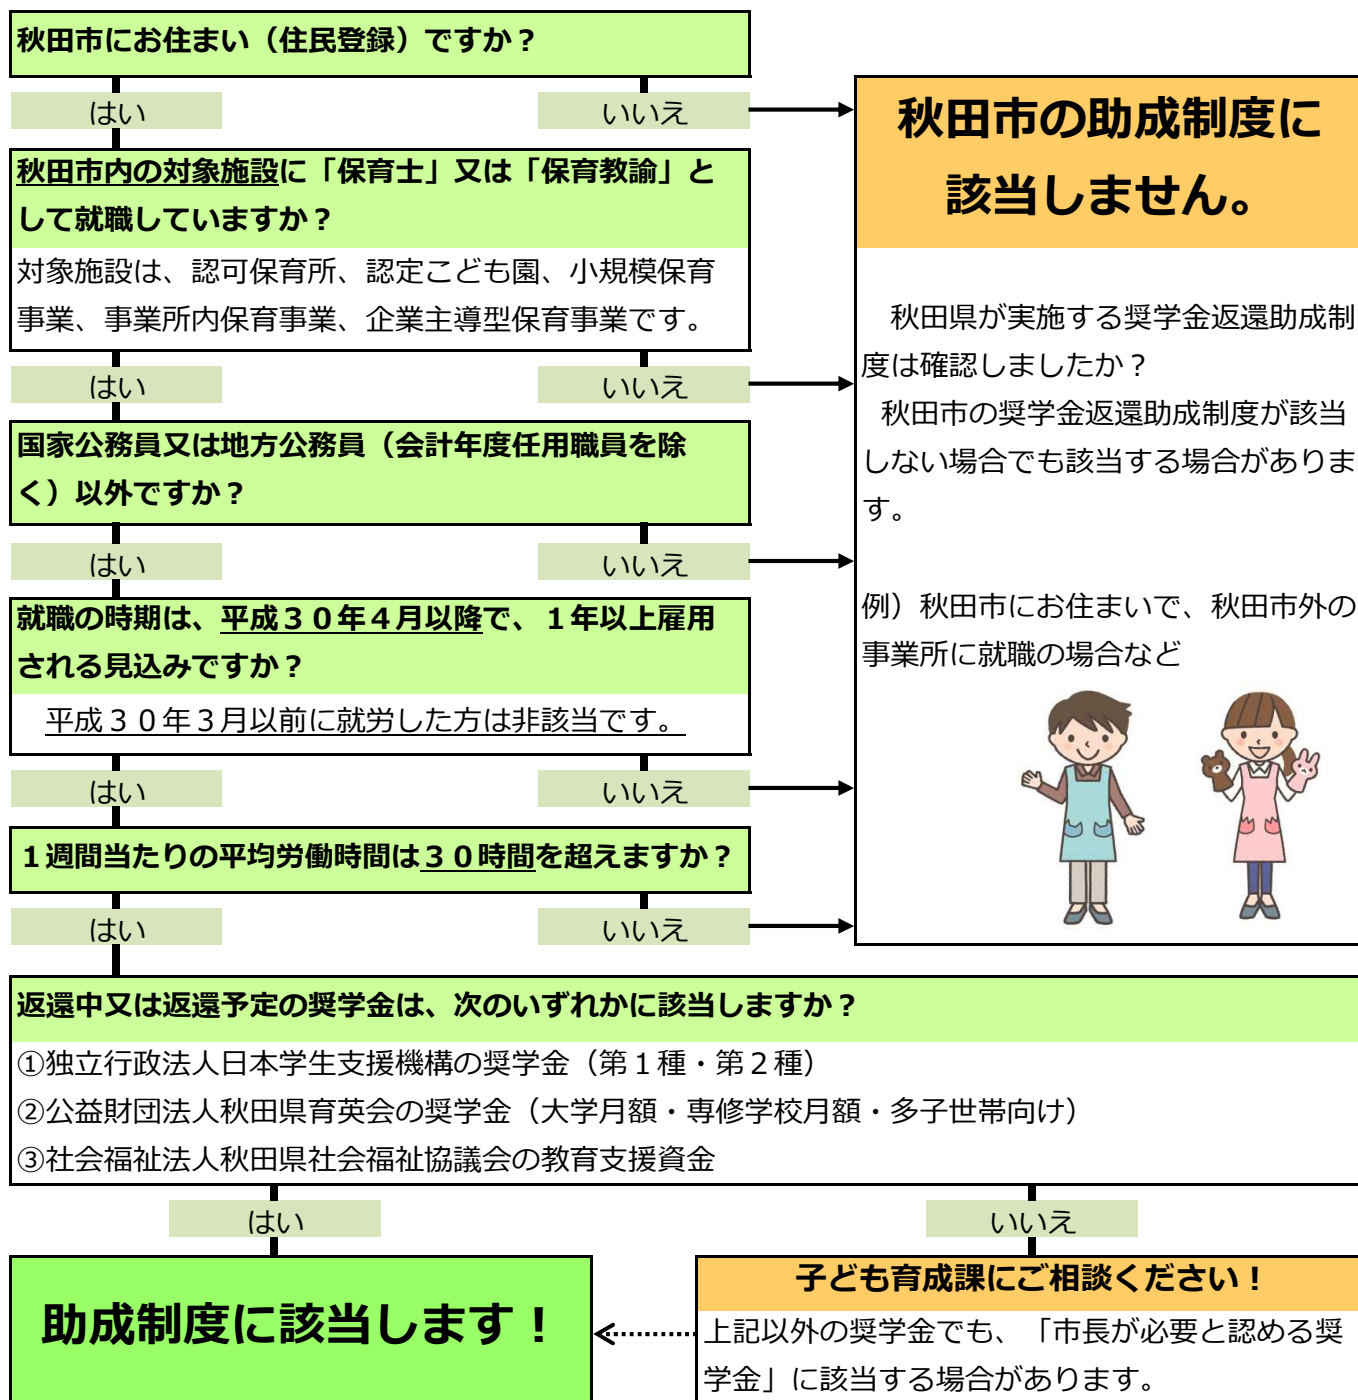 秋田市にお住まい（住民登録）ですか？
はい
いいえ
秋田市内の対象施設に「保育士」又は「保育教諭」と
して就職していますか？
対象施設は、認可保育所、認定こども園、小規模保育
事業、事業所内保育事業、企業主導型保育事業です。
はい
いいえ
国家公務員又は地方公務員（会計年度任用職員を除
く）以外ですか？
はい
いいえ
就職の時期は、平成３０年４月以降で、１年以上雇用
される見込みですか？
平成３０年３月以前に就労した方は非該当です。
はい
いいえ
１週間当たりの平均労働時間は３０時間を超えますか？
はい
いいえ
秋田市の助成制度に
該当しません。
秋田県が実施する奨学金返還助成制
度は確認しましたか？
秋田市の奨学金返還助成制度が該当
しない場合でも該当する場合がありま
す。
例）秋田市にお住まいで、秋田市外の
事業所に就職の場合など
返還中又は返還予定の奨学金は、次のいずれかに該当しますか？
①独立行政法人日本学生支援機構の奨学金（第１種・第２種）
②公益財団法人秋田県育英会の奨学金（大学月額・専修学校月額・多子世帯向け）
③社会福祉法人秋田県社会福祉協議会の教育支援資金
はい
いいえ
助成制度に該当します！
子ども育成課にご相談ください！
上記以外の奨学金でも、「市長が必要と認める奨
学金」に該当する場合があります。